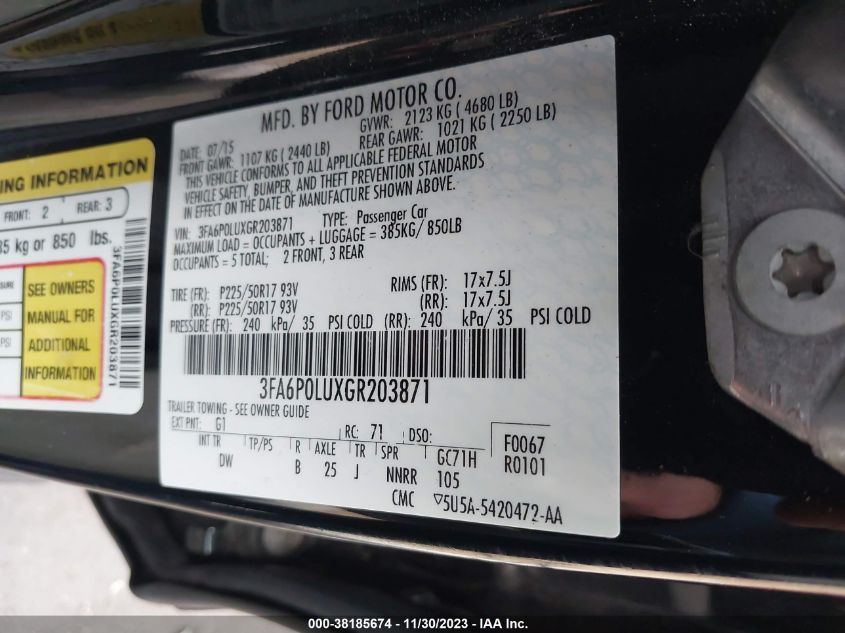 NG INFORMATION
FRONT: 2 REAR: 3
35 kg or 850 lbs.
SURE
PSI
PSI
SEE OWNERS
MANUAL FOR
ADDITIONAL
INFORMATION
3FA6P0LUXGR203871
MFD. BY FORD MOTOR CO.
DATE: 07/15 GVWR: 2123 KG ( 4680 LB)
FRONT GAWR: 1107 KG ( 2440 LB) REAR GAWR: 1021 KG ( 2250 LB)
THIS VEHICLE CONFORMS TO ALL APPLICABLE FEDERAL MOTOR
VEHICLE SAFETY, BUMPER, AND THEFT PREVENTION STANDARDS
IN EFFECT ON THE DATE OF MANUFACTURE SHOWN ABOVE.
VIN: 3FA6P0LUXGR203871 TYPE: Passenger Car
MAXIMUM LOAD = OCCUPANTS + LUGGAGE = 385KG/ 850LB
OCCUPANTS = 5 TOTAL; 2 FRONT, 3 REAR
TIRE (FR): P225/50R17 93V RIMS (FR): 17x7.5J
(RR): P225/50R17 93V (RR): 17x7.5J
PRESSURE (FR): 240 kPa/ 35 PSI COLD (RR): 240 kPa/ 35 PSI COLD
3FA6P0LUXGR203871
TRAILER TOWING - SEE OWNER GUIDE
EXT PNT: G1 RC: 71 DSO: F0067
INT TR TP/PS R AXLE TR SPR GC71H R0101
DW B 25 J NNRR 105
CMC ▽5U5A-5420472-AA
000-38185674 - 11/30/2023 - IAA Inc.